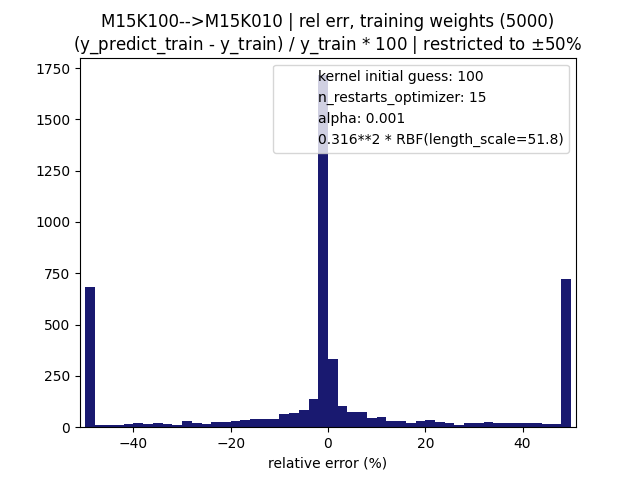 M15K100-->M15K010 | rel err, training weights (5000)
(y_predict_train - y_train) / y_train * 100 | restricted to ±50%
kernel initial guess: 100
n_restarts_optimizer: 15
alpha: 0.001
0.316**2 * RBF(length_scale=51.8)
1750
1500
1250
1000
750
500
250
0
−40 −20 0 20 40
relative error (%)